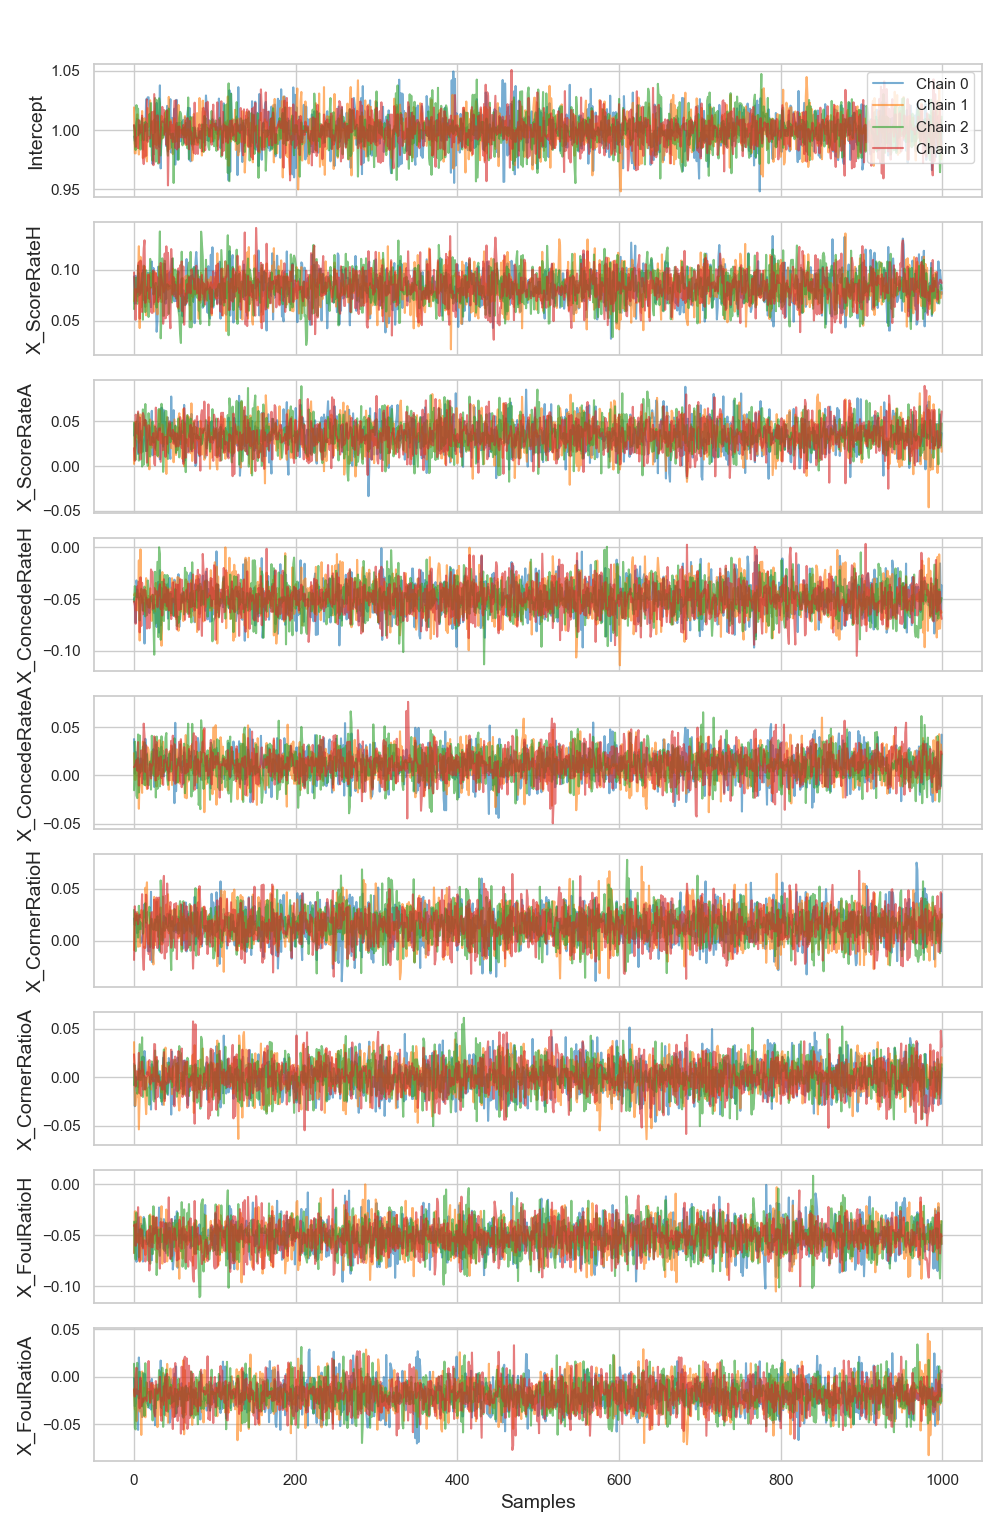 Intercept
1.05
1.00
0.95
Chain 0
Chain 1
Chain 2
Chain 3
X_ScoreRateH
0.10
0.05
X_ScoreRateA
0.05
0.00
−0.05
X_ConcedeRateH
0.00
−0.05
−0.10
X_ConcedeRateA
0.05
0.00
−0.05
X_CornerRatioH
0.05
0.00
X_CornerRatioA
0.05
0.00
−0.05
X_FoulRatioH
0.00
−0.05
−0.10
X_FoulRatioA
0.05
0.00
−0.05
0 200 400 600 800 1000
Samples